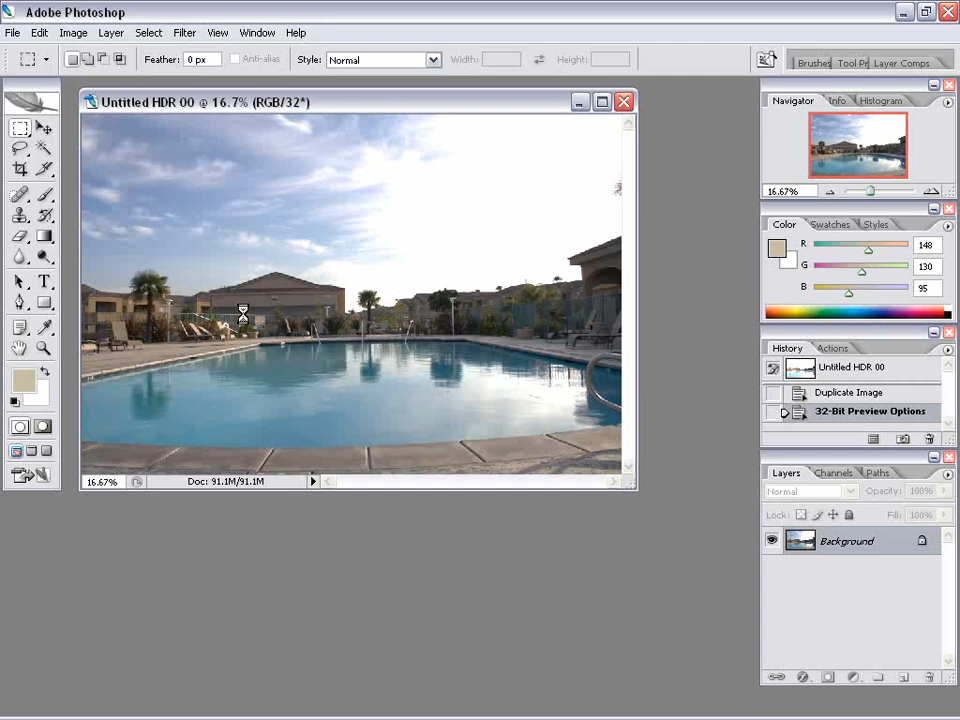 Adobe Photoshop
File Edit Image Layer Select Filter View Window Help
Feather: 0 px Anti-alias Style: Normal Width: Height: Brushes Tool Pr Layer Comps
Untitled HDR 00 @ 16.7% (RGB/32*)
Navigator Info Histogram
16.67%
Color Swatches Styles
R 148
G 130
B 95
History Actions
Untitled HDR 00
Duplicate Image
32-Bit Preview Options
Layers Channels Paths
Normal Opacity: 100%
Lock: Fill: 100%
Background
16.67% Doc: 91.1M/91.1M